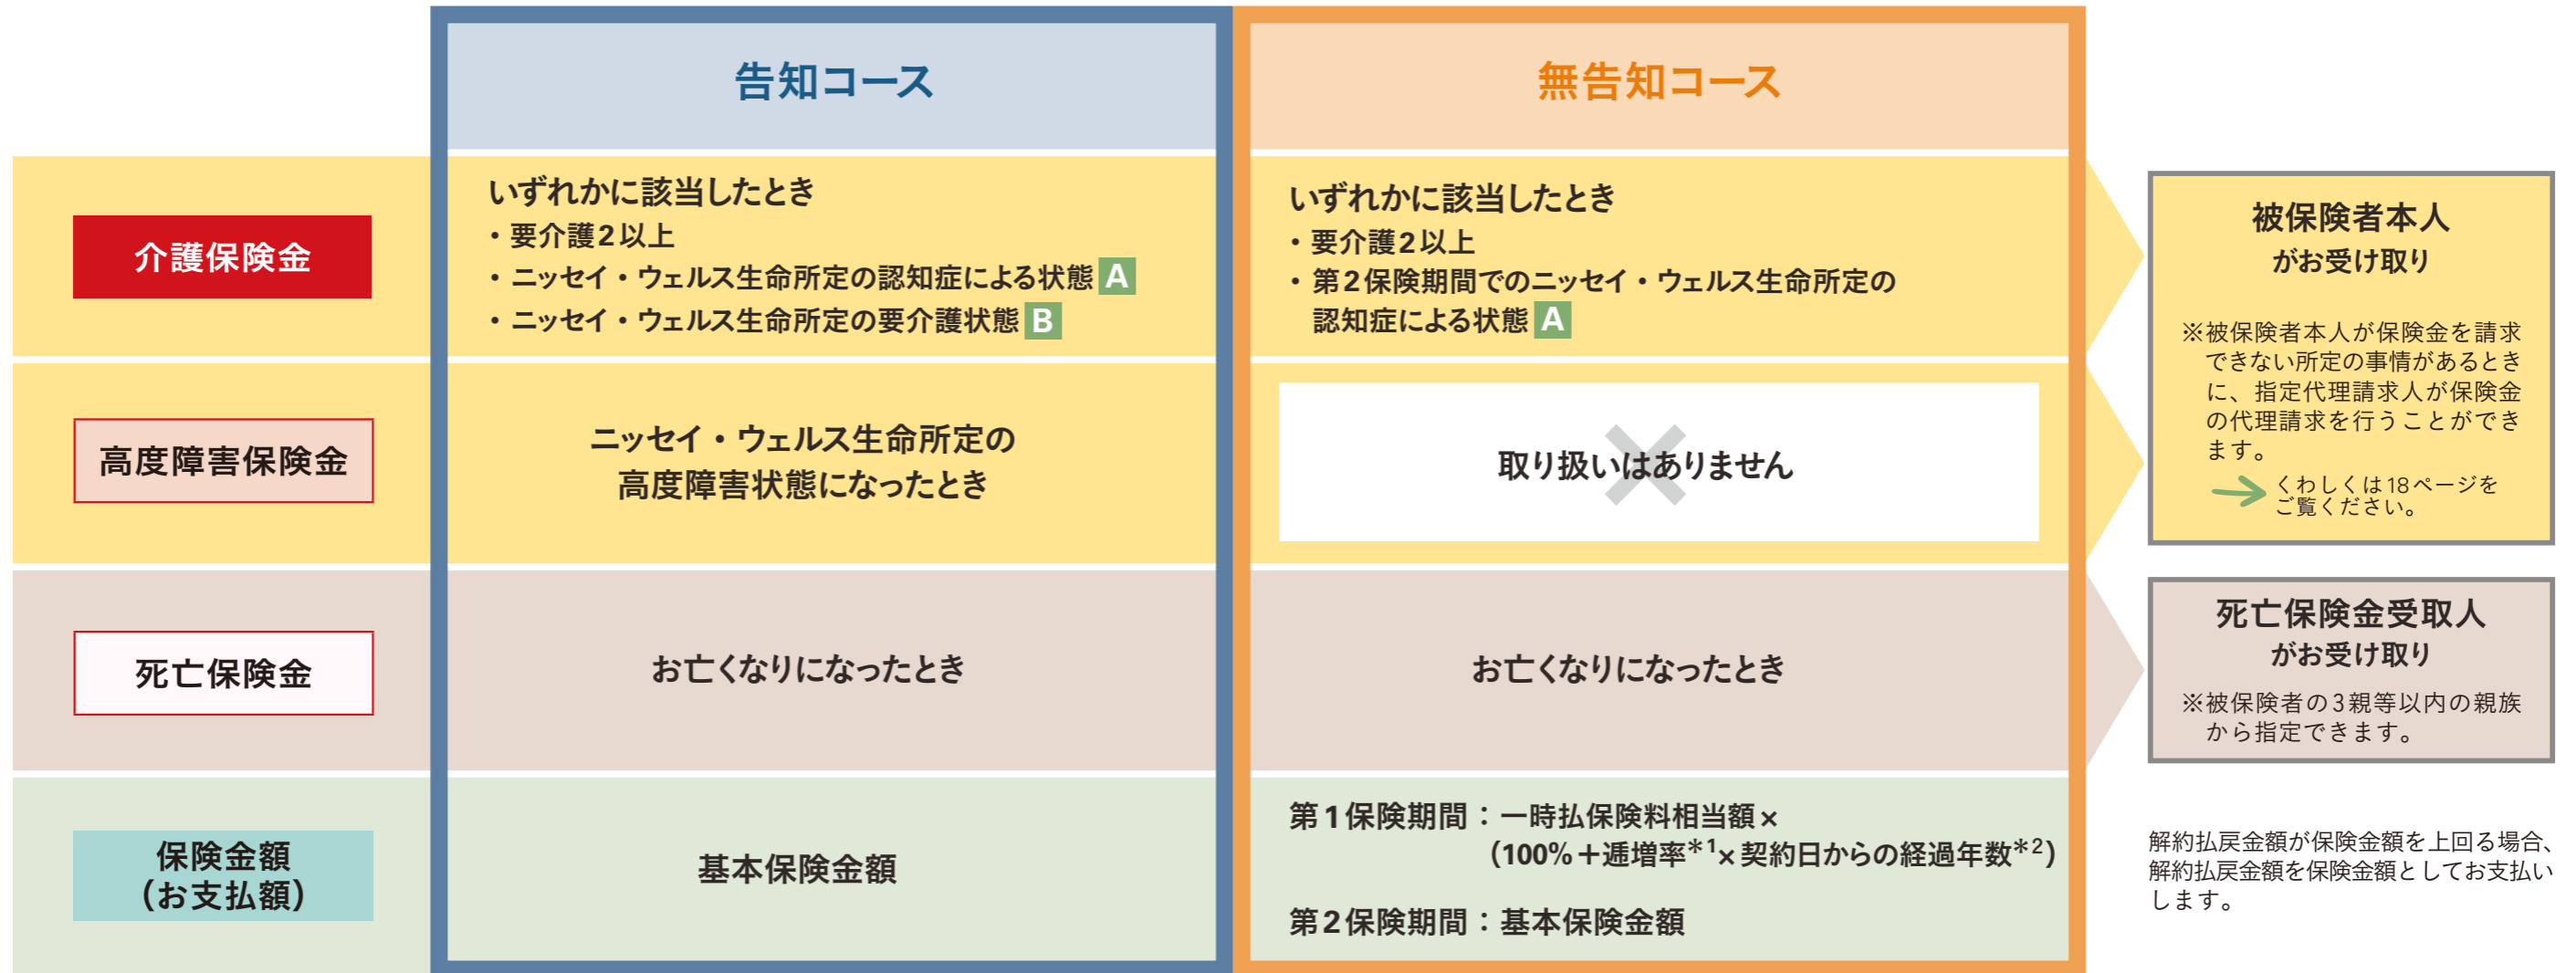 告知コース
無告知コース
介護保険金
いずれかに該当したとき
・要介護2以上
・ニッセイ・ウェルス生命所定の認知症による状態 A
・ニッセイ・ウェルス生命所定の要介護状態 B
いずれかに該当したとき
・要介護2以上
・第2保険期間でのニッセイ・ウェルス生命所定の
認知症による状態 A
被保険者本人
がお受け取り
※被保険者本人が保険金を請求
できない所定の事情があるとき
に、指定代理請求人が保険金
の代理請求を行うことができ
ます。
くわしくは18ページを
ご覧ください。
高度障害保険金
ニッセイ・ウェルス生命所定の
高度障害状態になったとき
取り扱いはありません
死亡保険金
お亡くなりになったとき
お亡くなりになったとき
死亡保険金受取人
がお受け取り
※被保険者の3親等以内の親族
から指定できます。
保険金額
(お支払額)
基本保険金額
第1保険期間：一時払保険料相当額×
(100%＋逓増率＊1×契約日からの経過年数＊2)
第2保険期間：基本保険金額
解約払戻金額が保険金額を上回る場合、
解約払戻金額を保険金額としてお支払い
します。